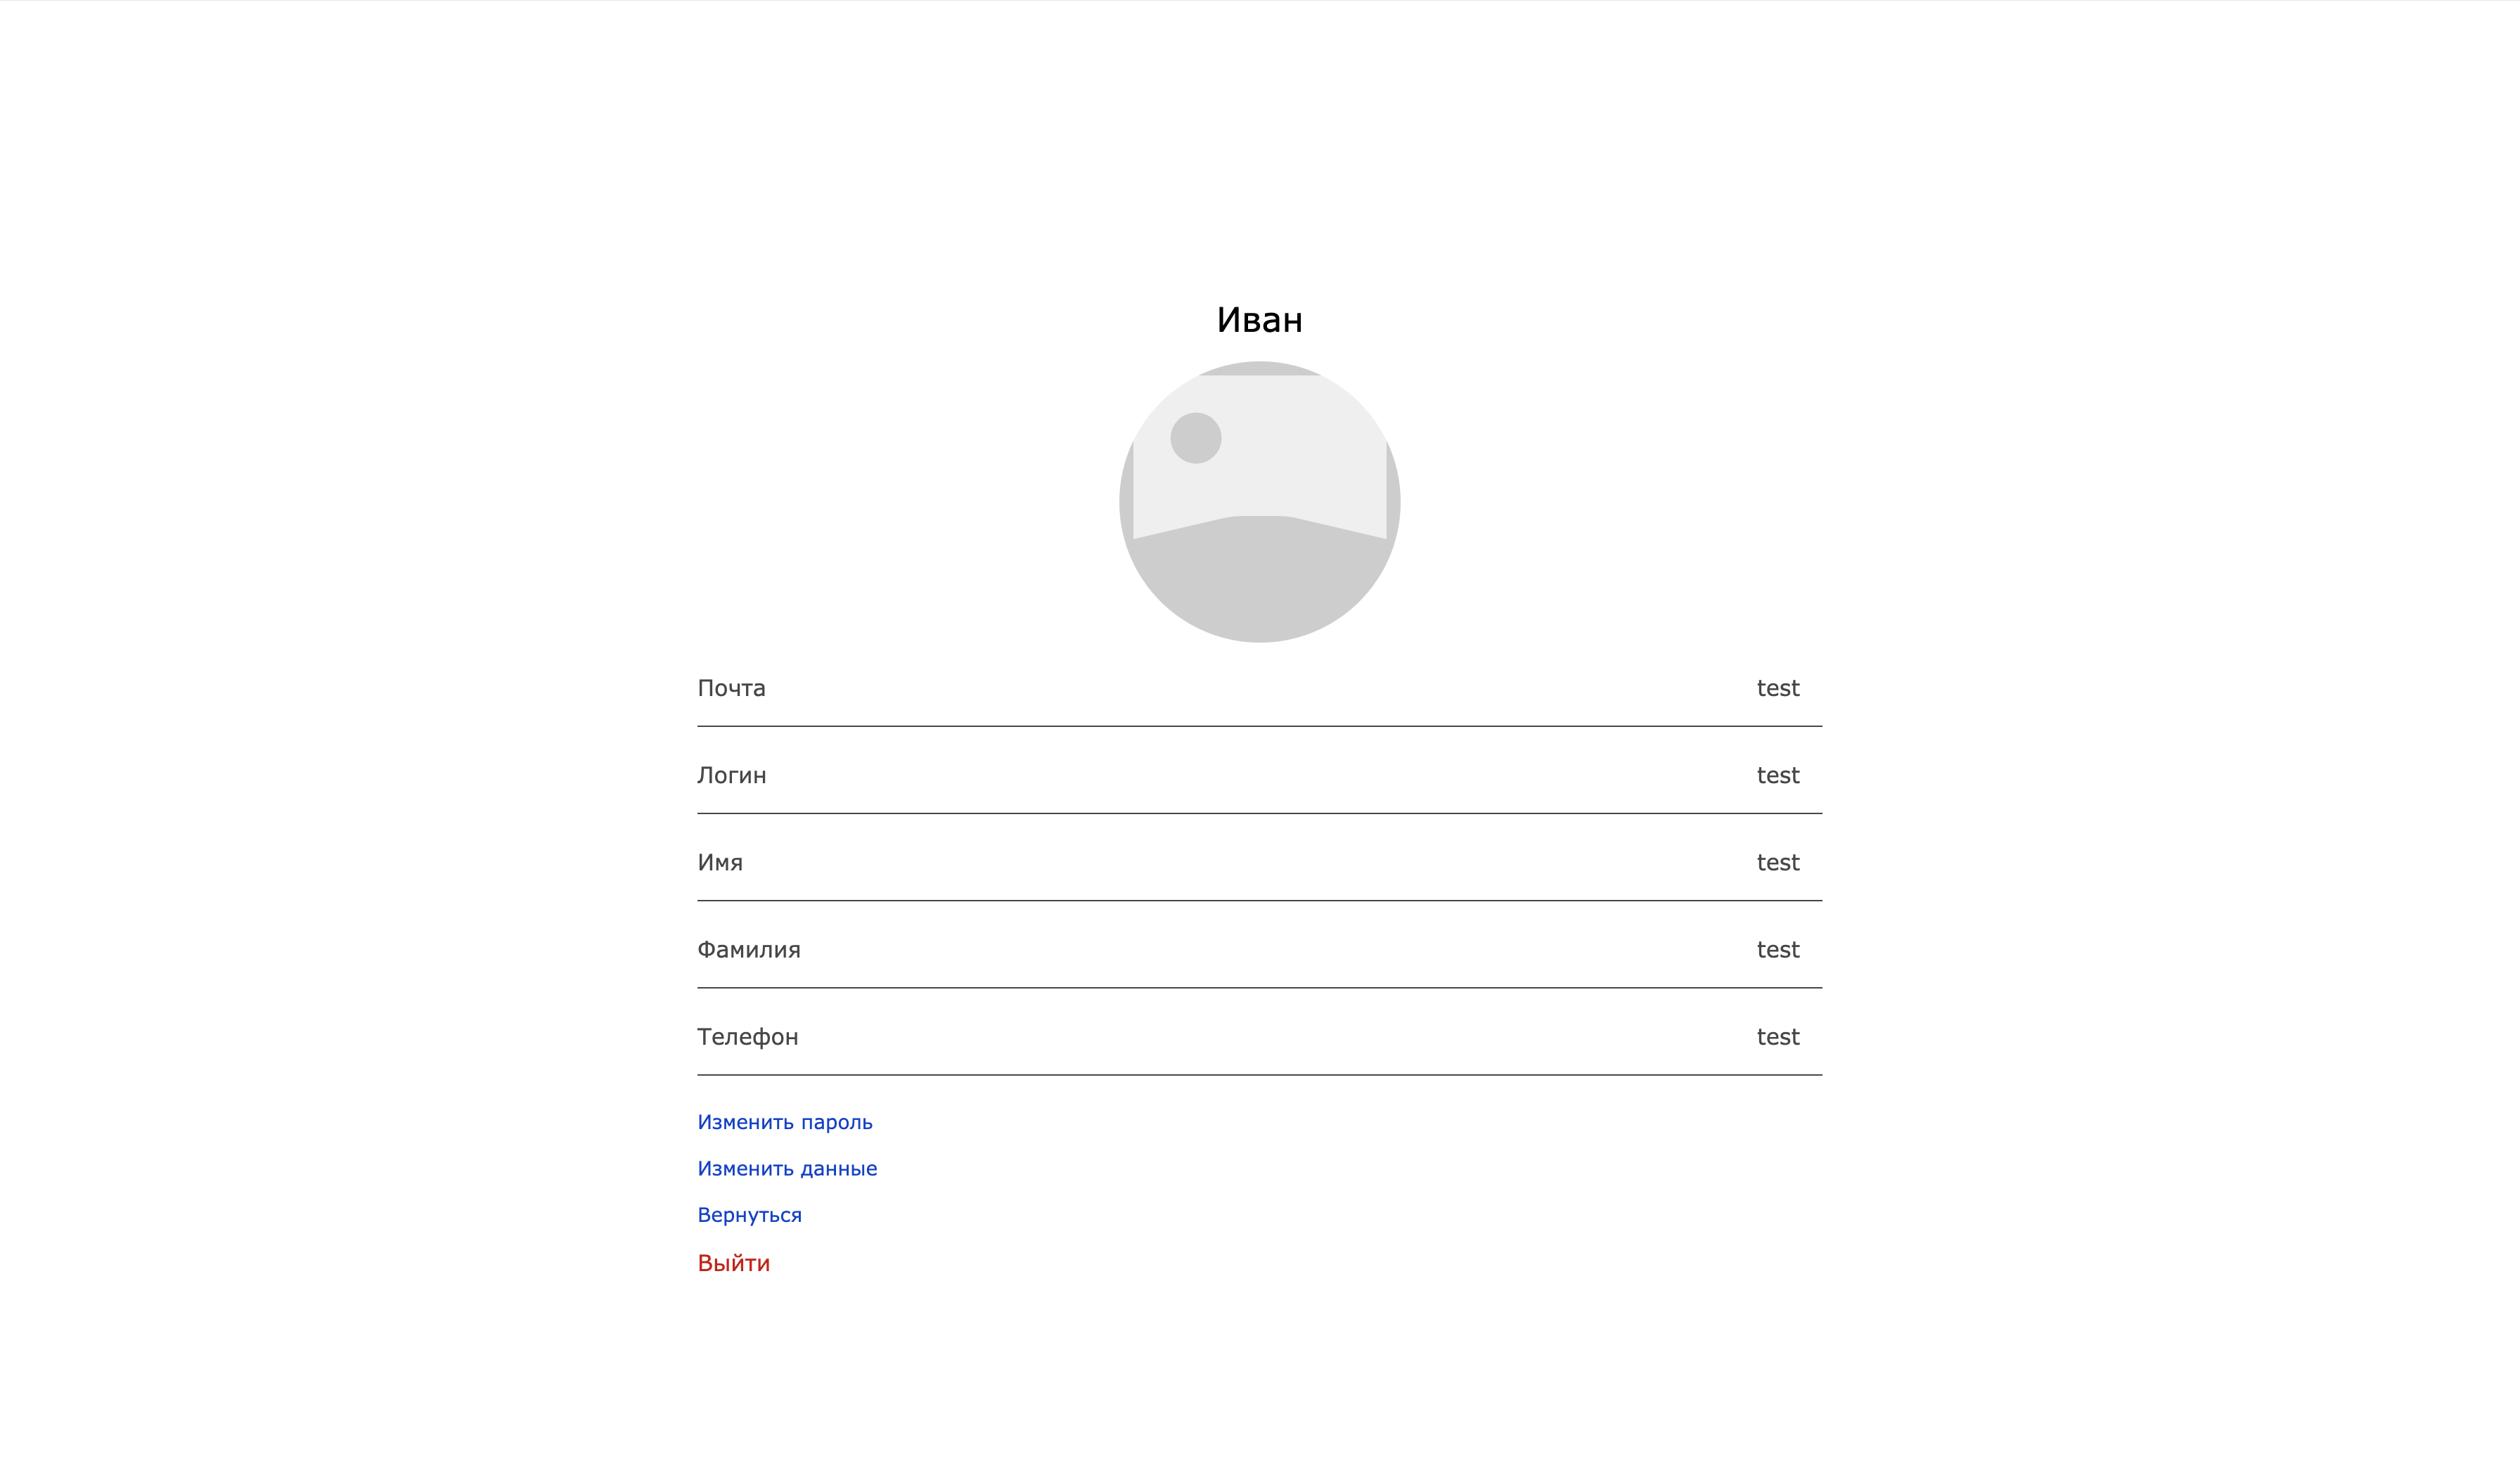 Иван
Почта test
Логин test
Имя test
Фамилия test
Телефон test
Изменить пароль
Изменить данные
Вернуться
Выйти